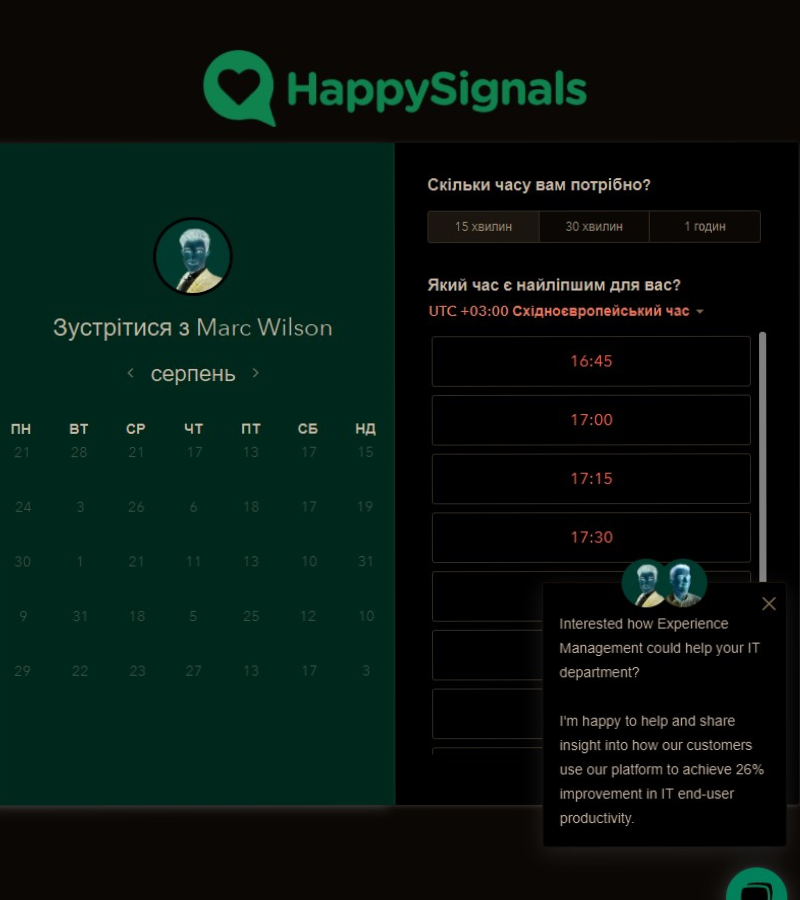 HappySignals
Зустрітися з Marc Wilson
серпень
ПН ВТ СР ЧТ ПТ СБ НД
21 28 21 17 13 17 15
24 3 26 6 18 17 19
30 1 21 11 13 10 31
9 31 18 5 25 12 10
29 22 23 27 13 17 3
Скільки часу вам потрібно?
15 хвилин 30 хвилин 1 годин
Який час є найліпшим для вас?
UTC +03:00 Східноєвропейський час
16:45
17:00
17:15
17:30
Interested how Experience
Management could help your IT
department?
I'm happy to help and share
insight into how our customers
use our platform to achieve 26%
improvement in IT end-user
productivity.